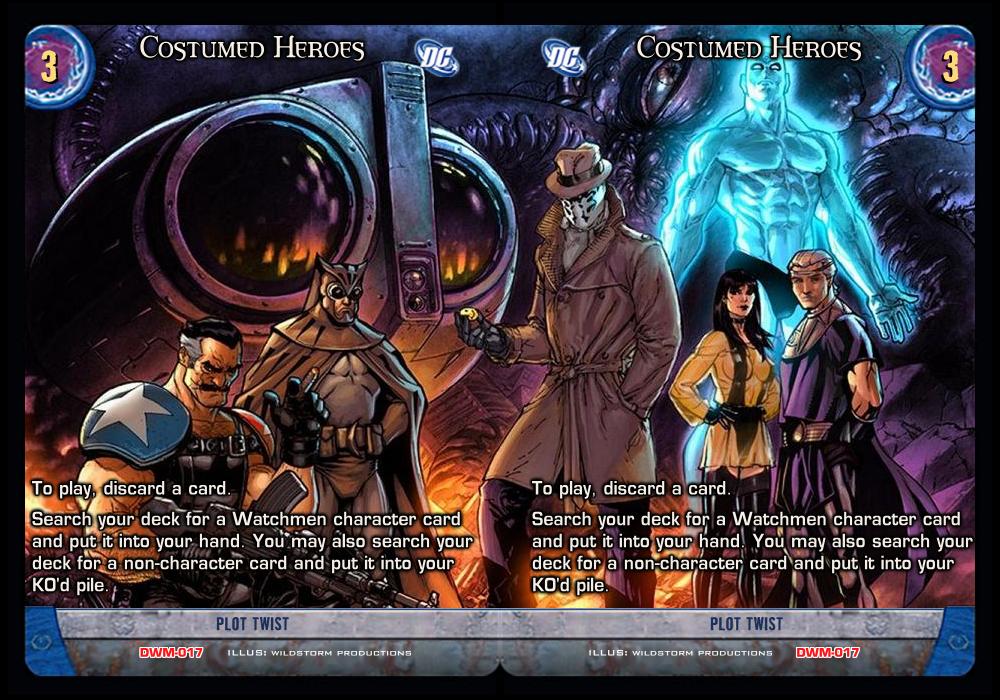 3
Costumed Heroes
DC
To play, discard a card.
Search your deck for a Watchmen character card
and put it into your hand. You may also search your
deck for a non-character card and put it into your
KO'd pile.
PLOT TWIST
DWM-017 ILLUS: WILDSTORM PRODUCTIONS
DC
Costumed Heroes
3
To play, discard a card.
Search your deck for a Watchmen character card
and put it into your hand. You may also search your
deck for a non-character card and put it into your
KO'd pile.
PLOT TWIST
ILLUS: WILDSTORM PRODUCTIONS DWM-017